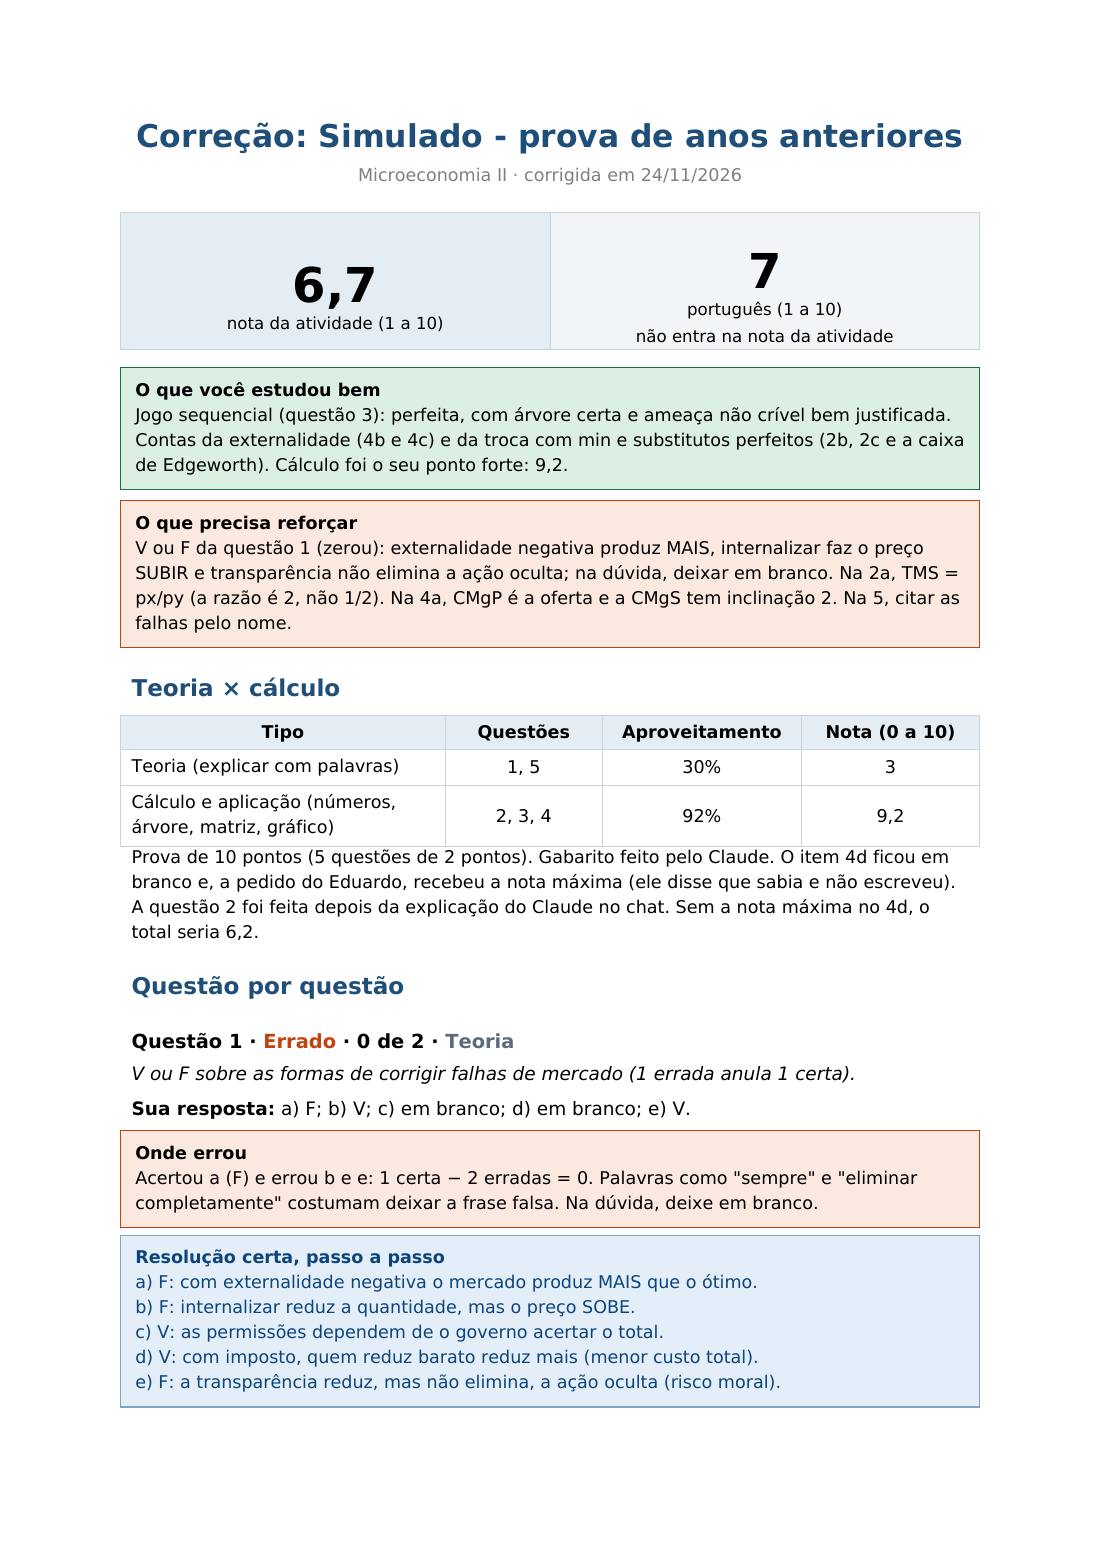 Correção: Simulado - prova de anos anteriores
Microeconomia II · corrigida em 24/11/2026
6,7
nota da atividade (1 a 10)
7
português (1 a 10)
não entra na nota da atividade
O que você estudou bem
Jogo sequencial (questão 3): perfeita, com árvore certa e ameaça não crível bem justificada.
Contas da externalidade (4b e 4c) e da troca com min e substitutos perfeitos (2b, 2c e a caixa
de Edgeworth). Cálculo foi o seu ponto forte: 9,2.
O que precisa reforçar
V ou F da questão 1 (zerou): externalidade negativa produz MAIS, internalizar faz o preço
SUBIR e transparência não elimina a ação oculta; na dúvida, deixar em branco. Na 2a, TMS =
px/py (a razão é 2, não 1/2). Na 4a, CMgP é a oferta e a CMgS tem inclinação 2. Na 5, citar as
falhas pelo nome.
Teoria × cálculo
Tipo Questões Aproveitamento Nota (0 a 10)
Teoria (explicar com palavras) 1, 5 30% 3
Cálculo e aplicação (números,
árvore, matriz, gráfico) 2, 3, 4 92% 9,2
Prova de 10 pontos (5 questões de 2 pontos). Gabarito feito pelo Claude. O item 4d ficou em
branco e, a pedido do Eduardo, recebeu a nota máxima (ele disse que sabia e não escreveu).
A questão 2 foi feita depois da explicação do Claude no chat. Sem a nota máxima no 4d, o
total seria 6,2.
Questão por questão
Questão 1 · Errado · 0 de 2 · Teoria
V ou F sobre as formas de corrigir falhas de mercado (1 errada anula 1 certa).
Sua resposta: a) F; b) V; c) em branco; d) em branco; e) V.
Onde errou
Acertou a (F) e errou b e e: 1 certa − 2 erradas = 0. Palavras como "sempre" e "eliminar
completamente" costumam deixar a frase falsa. Na dúvida, deixe em branco.
Resolução certa, passo a passo
a) F: com externalidade negativa o mercado produz MAIS que o ótimo.
b) F: internalizar reduz a quantidade, mas o preço SOBE.
c) V: as permissões dependem de o governo acertar o total.
d) V: com imposto, quem reduz barato reduz mais (menor custo total).
e) F: a transparência reduz, mas não elimina, a ação oculta (risco moral).